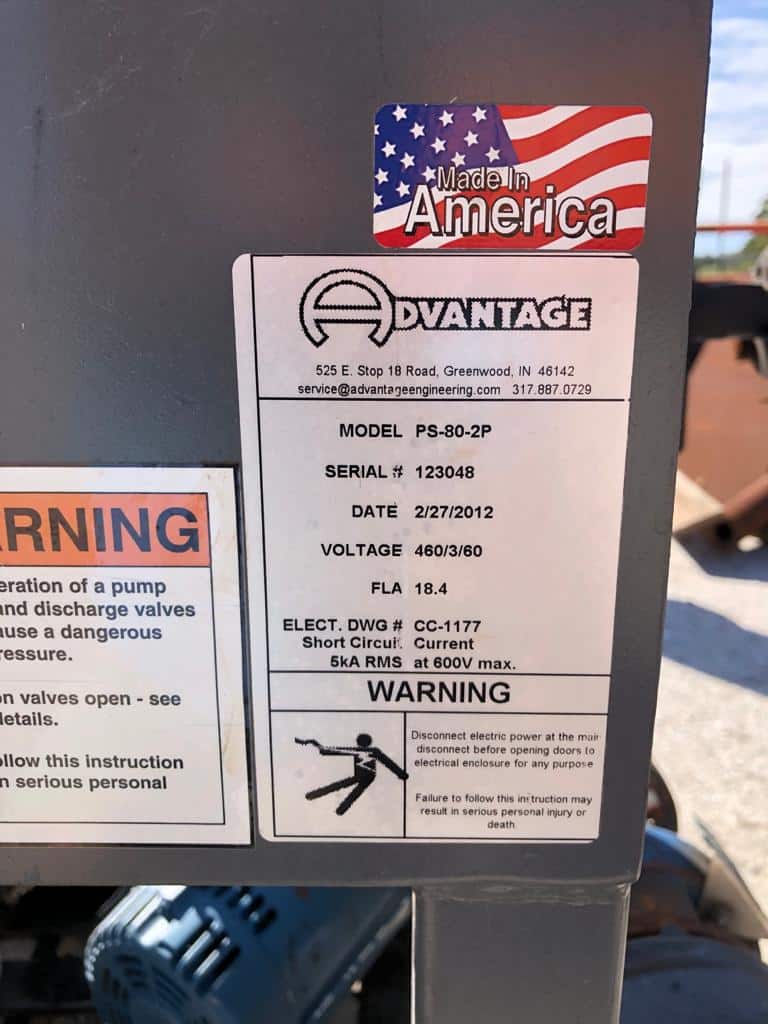 Made In
America
ADVANTAGE
525 E. Stop 18 Road, Greenwood, IN 46142
service@advantageengineering.com 317.887.0729
MODEL PS-80-2P
SERIAL # 123048
DATE 2/27/2012
VOLTAGE 460/3/60
FLA 18.4
ELECT. DWG # CC-1177
Short Circuit Current
5kA RMS at 600V max.
WARNING
Disconnect electric power at the main
disconnect before opening doors to
electrical enclosure for any purpose
Failure to follow this instruction may
result in serious personal injury or
death.
RNING
eration of a pump
and discharge valves
ause a dangerous
ressure.
n valves open - see
etails.
ollow this instruction
n serious personal